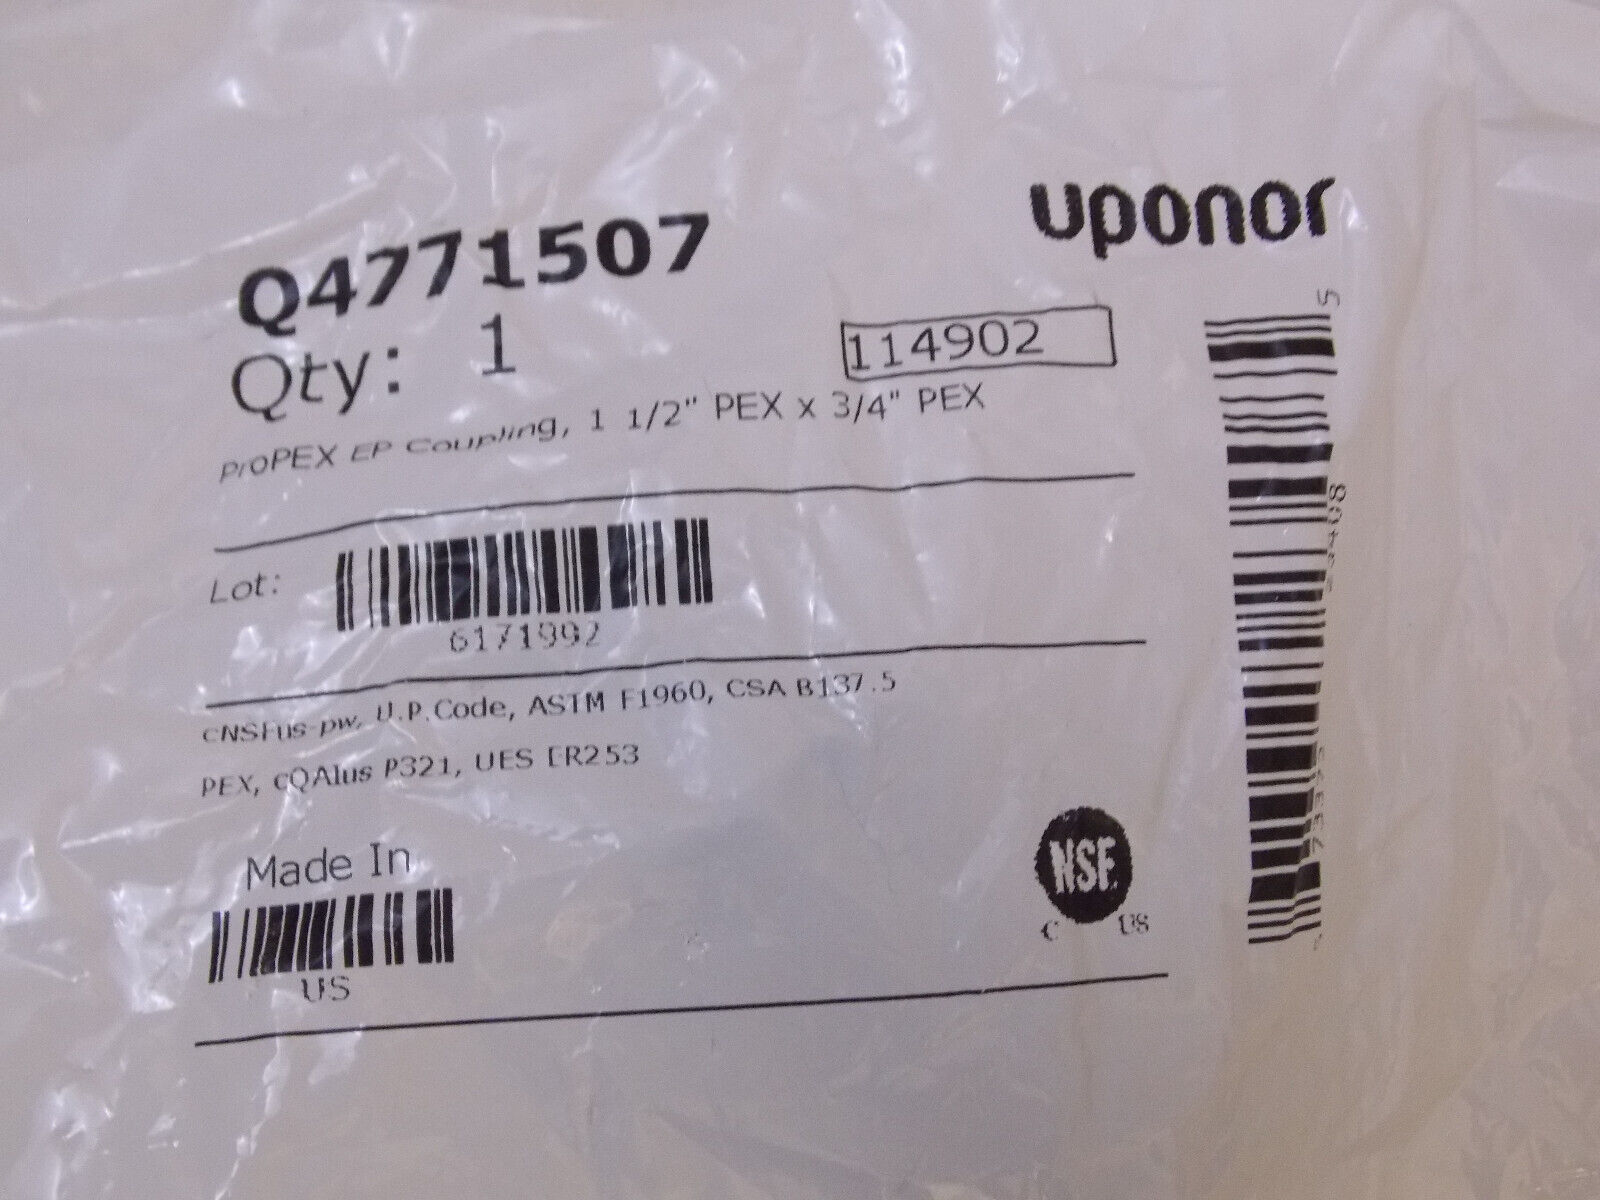 uponor
Q4771507
Qty: 1
114902
ProPEX EP Coupling, 1 1/2" PEX x 3/4" PEX
Lot:
6171992
cNSFus-pw, U.P.Code, ASTM F1960, CSA B137.5
PEX, cQAIus P321, UES ER253
Made In
US
NSF
C US
5